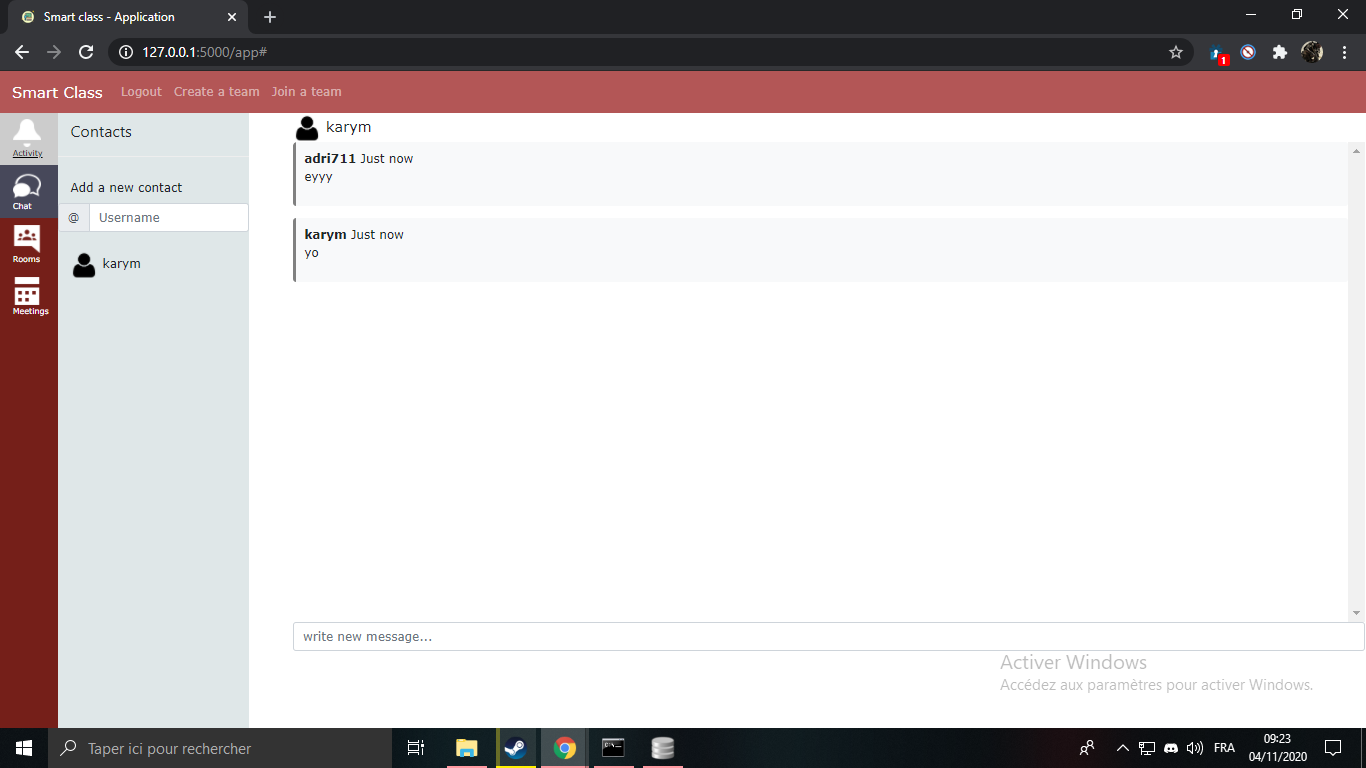 Smart class - Application
127.0.0.1:5000/app#
1
Smart Class Logout Create a team Join a team
Activity
Chat
Rooms
Meetings
Contacts
Add a new contact
@ Username
karym
karym
adri711 Just now
eyyy
karym Just now
yo
write new message...
Activer Windows
Accédez aux paramètres pour activer Windows.
Taper ici pour rechercher
FRA
09:23
04/11/2020